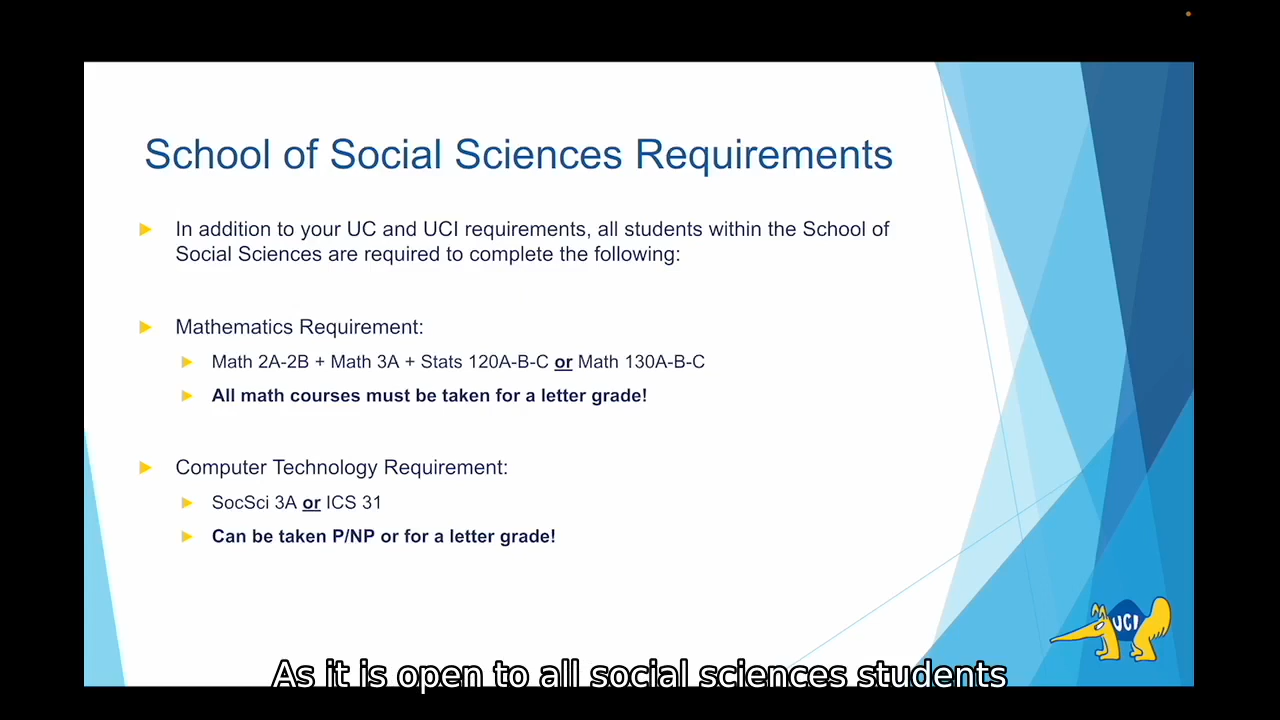 School of Social Sciences Requirements
In addition to your UC and UCI requirements, all students within the School of
Social Sciences are required to complete the following:
Mathematics Requirement:
Math 2A-2B + Math 3A + Stats 120A-B-C or Math 130A-B-C
All math courses must be taken for a letter grade!
Computer Technology Requirement:
SocSci 3A or ICS 31
Can be taken P/NP or for a letter grade!
UCI
As it is open to all social sciences students